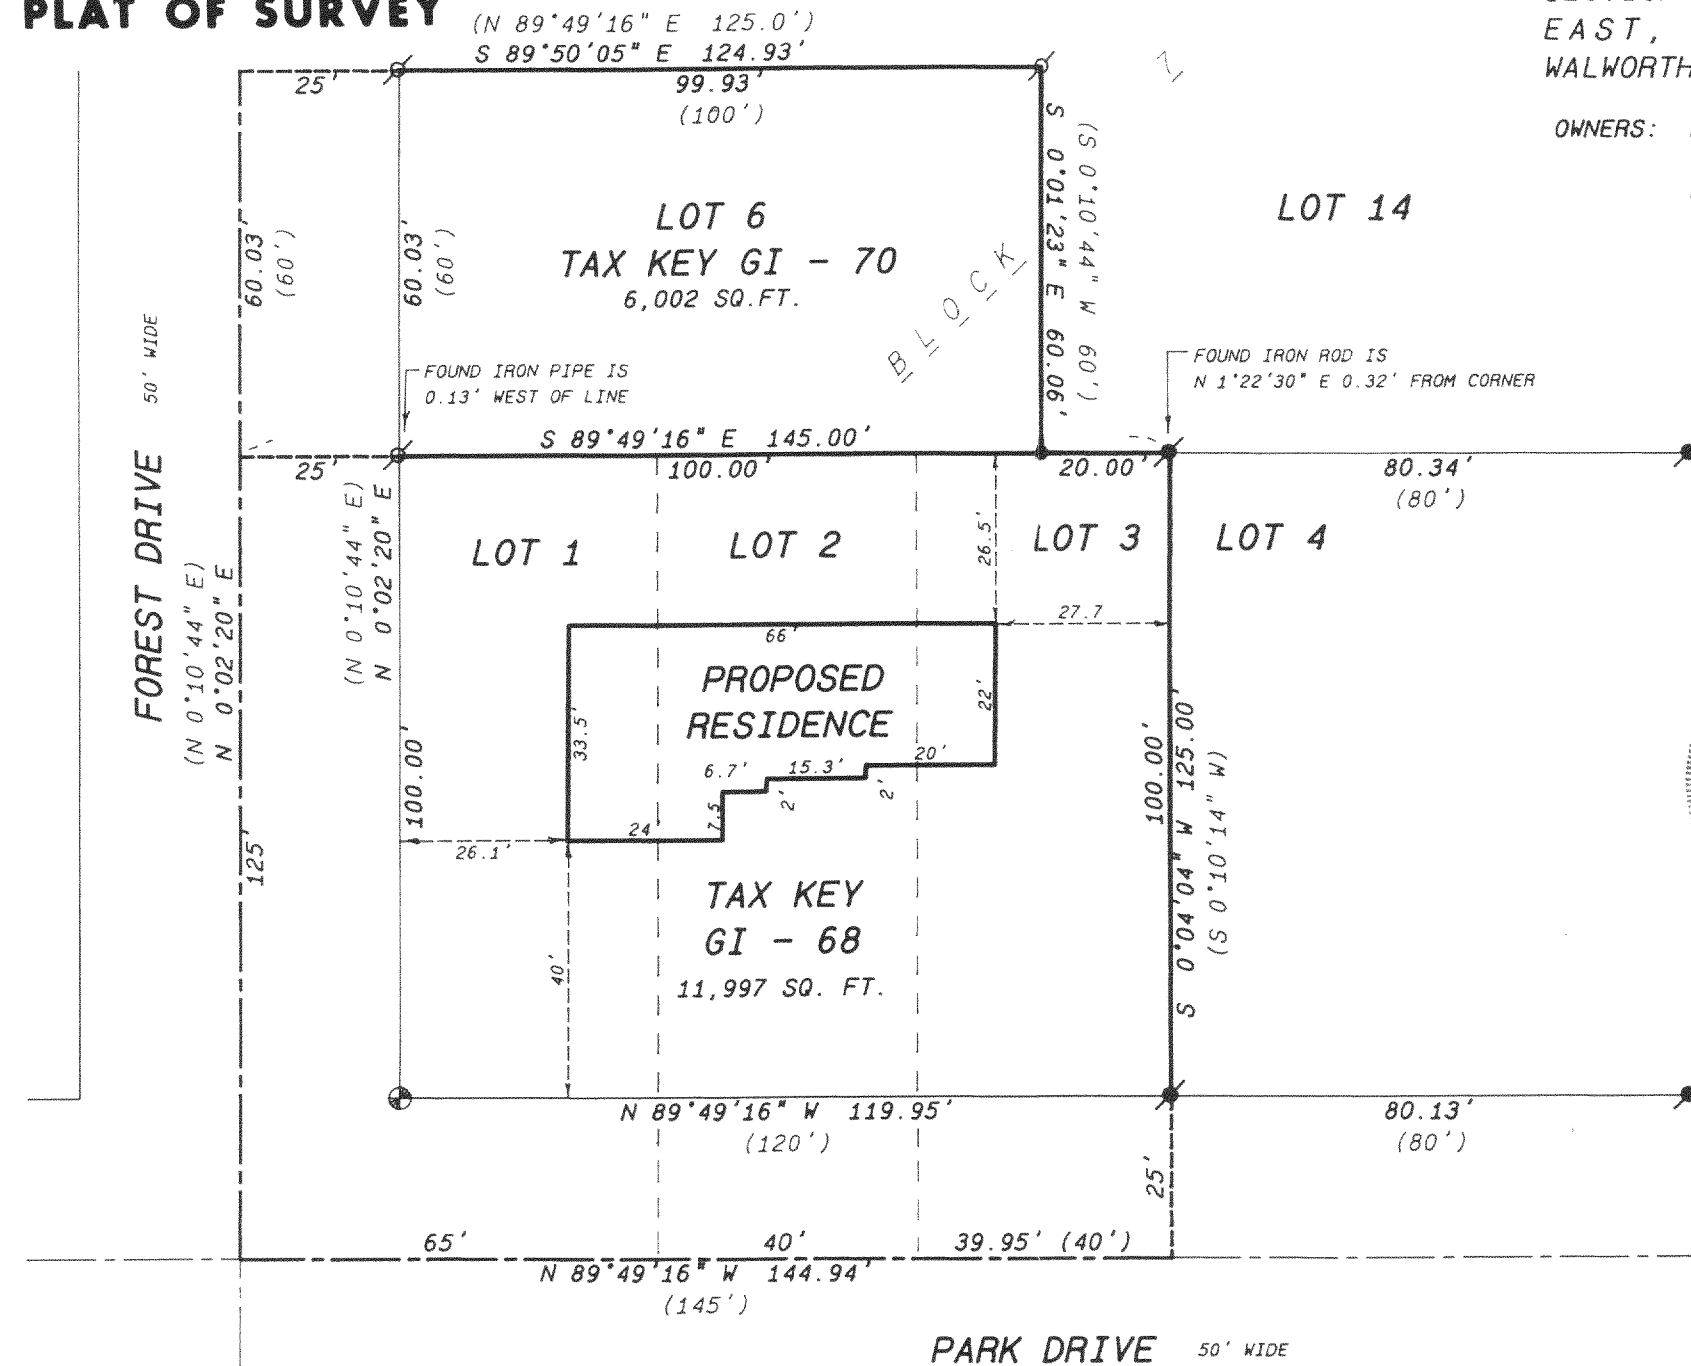 PLAT OF SURVEY
(N 89°49'16" E 125.0')
S 89°50'05" E 124.93'
25'
99.93'
(100')
EAST,
WALWORTH
OWNERS:
LOT 6
TAX KEY GI - 70
6,002 SQ.FT.
LOT 14
60.03'
(60')
60.03'
(60')
S 0°01'23" E 60.06'
(S 0°10'44" W 60')
BLOCK
50' WIDE
FOREST DRIVE
FOUND IRON PIPE IS
0.13' WEST OF LINE
FOUND IRON ROD IS
N 1°22'30" E 0.32' FROM CORNER
S 89°49'16" E 145.00'
25'
100.00'
20.00'
80.34'
(80')
(N 0°10'44" E)
N 0°02'20" E
(N 0°10'44" E)
N 0°02'20" E
LOT 1
LOT 2
26.5'
LOT 3
LOT 4
66'
27.7
PROPOSED
RESIDENCE
33.5'
22'
6.7'
15.3'
20'
2'
2'
7.5
24'
100.00'
26.1'
125'
100.00'
S 0°04'04" W 125.00'
(S 0°10'14" W)
TAX KEY
GI - 68
11,997 SQ. FT.
40'
N 89°49'16" W 119.95'
(120')
80.13'
(80')
25'
65'
40'
39.95' (40')
N 89°49'16" W 144.94'
(145')
PARK DRIVE 50' WIDE